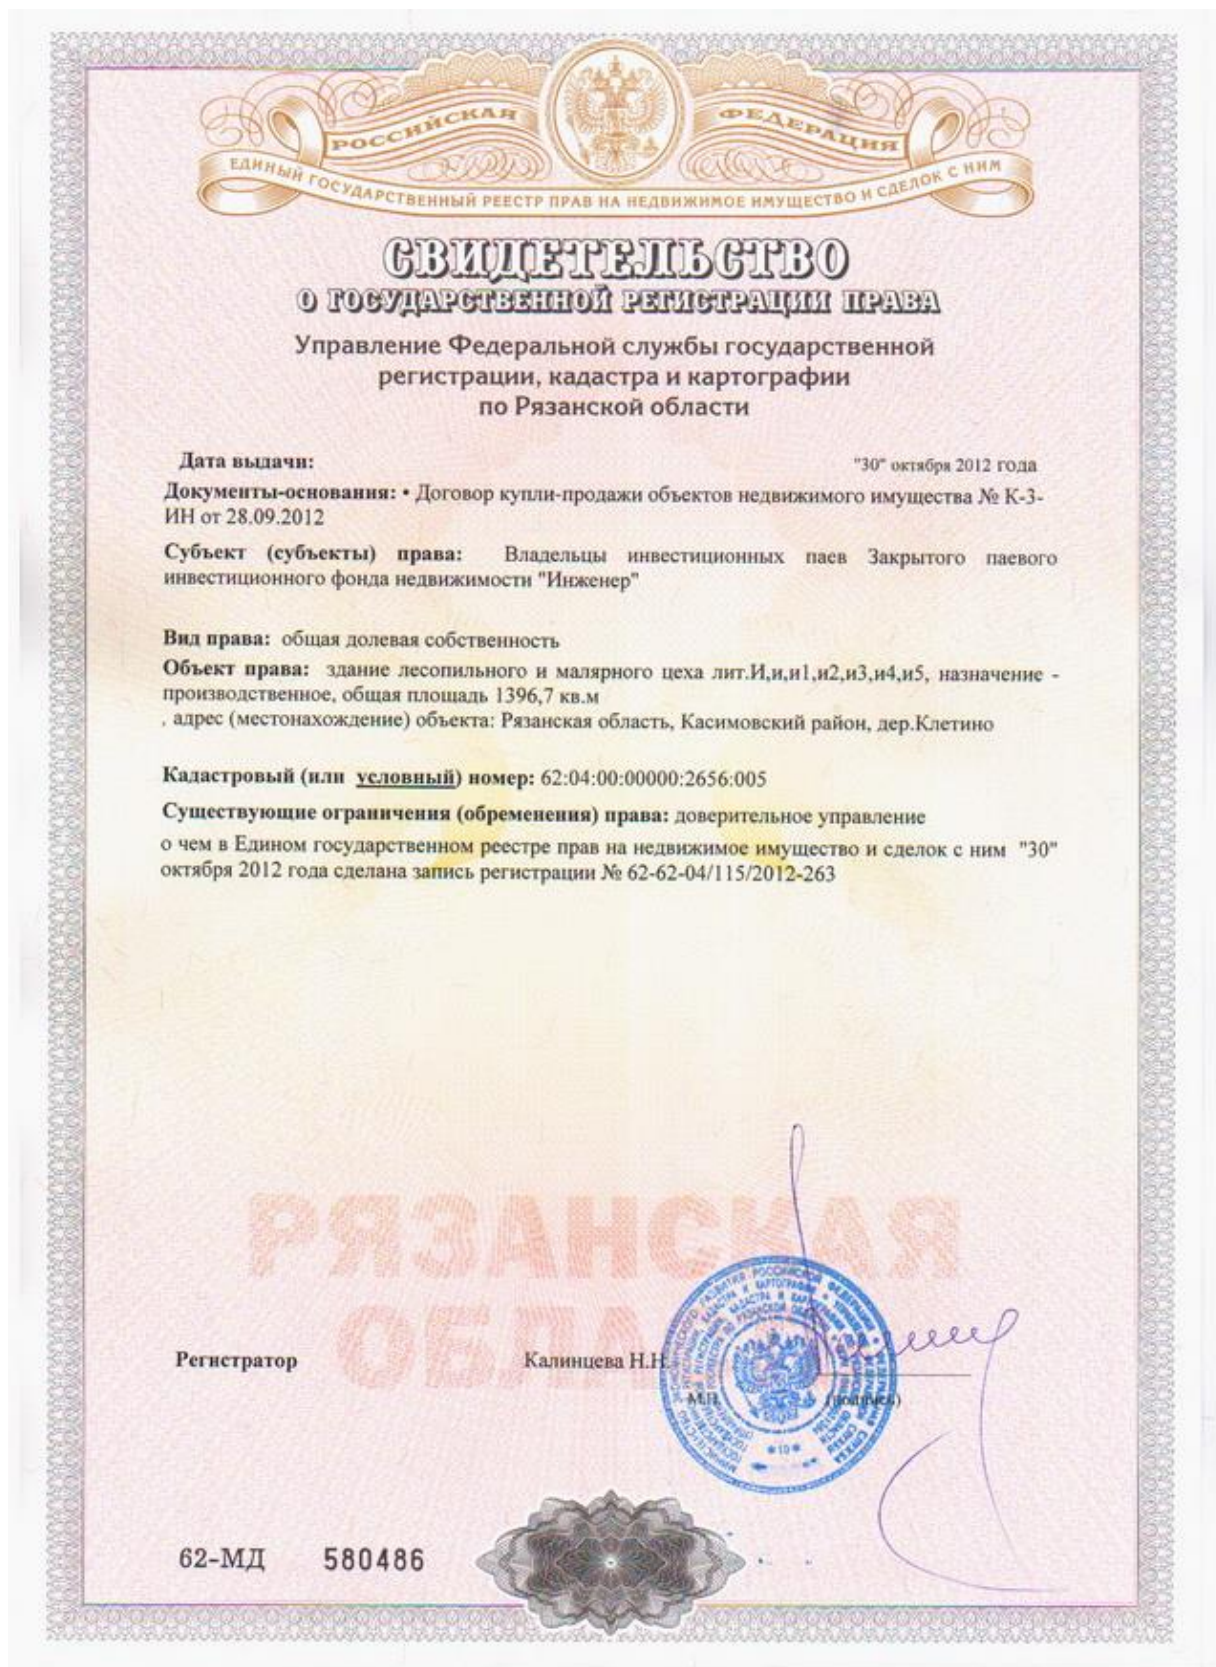 РОССИЙСКАЯ ФЕДЕРАЦИЯ
ЕДИНЫЙ ГОСУДАРСТВЕННЫЙ РЕЕСТР ПРАВ НА НЕДВИЖИМОЕ ИМУЩЕСТВО И СДЕЛОК С НИМ
СВИДЕТЕЛЬСТВО
О ГОСУДАРСТВЕННОЙ РЕГИСТРАЦИИ ПРАВА
Управление Федеральной службы государственной
регистрации, кадастра и картографии
по Рязанской области
Дата выдачи: "30" октября 2012 года
Документы-основания: • Договор купли-продажи объектов недвижимого имущества № К-3-
ИН от 28.09.2012
Субъект (субъекты) права: Владельцы инвестиционных паев Закрытого паевого
инвестиционного фонда недвижимости "Инженер"
Вид права: общая долевая собственность
Объект права: здание лесопильного и малярного цеха лит.И,и,и1,и2,и3,и4,и5, назначение -
производственное, общая площадь 1396,7 кв.м
, адрес (местонахождение) объекта: Рязанская область, Касимовский район, дер.Клетино
Кадастровый (или условный) номер: 62:04:00:00000:2656:005
Существующие ограничения (обременения) права: доверительное управление
о чем в Едином государственном реестре прав на недвижимое имущество и сделок с ним "30"
октября 2012 года сделана запись регистрации № 62-62-04/115/2012-263
РЯЗАНСКАЯ
ОБЛА
Регистратор Калинцева Н.Н.
М.П. (подпись)
62-МД 580486